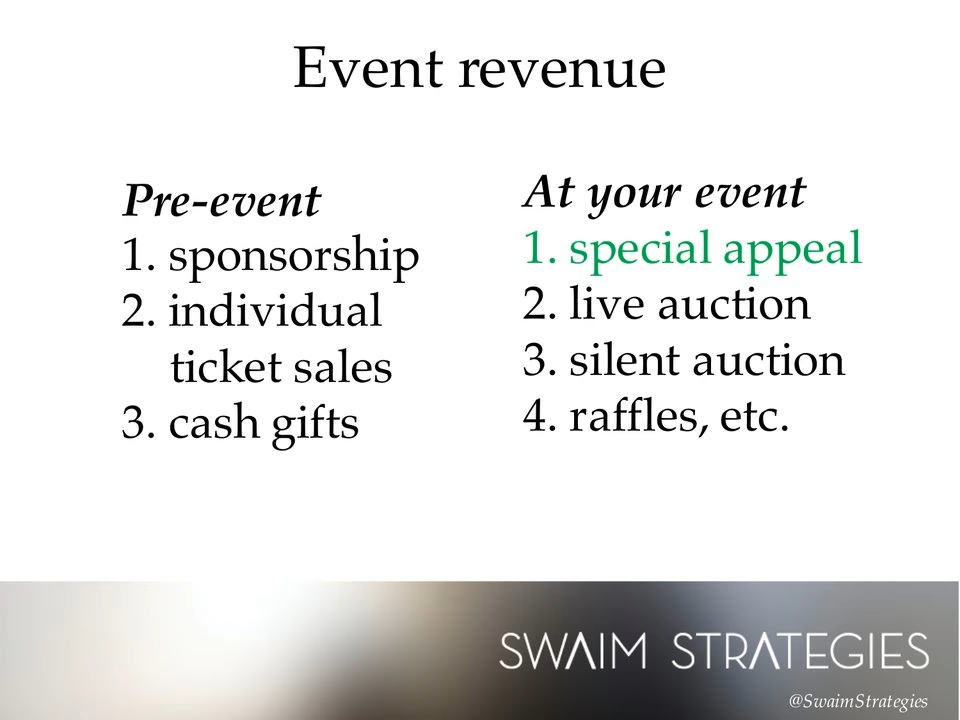 Event revenue
Pre-event
1. sponsorship
2. individual
ticket sales
3. cash gifts
At your event
1. special appeal
2. live auction
3. silent auction
4. raffles, etc.
SWAIM STRATEGIES
@SwaimStrategies